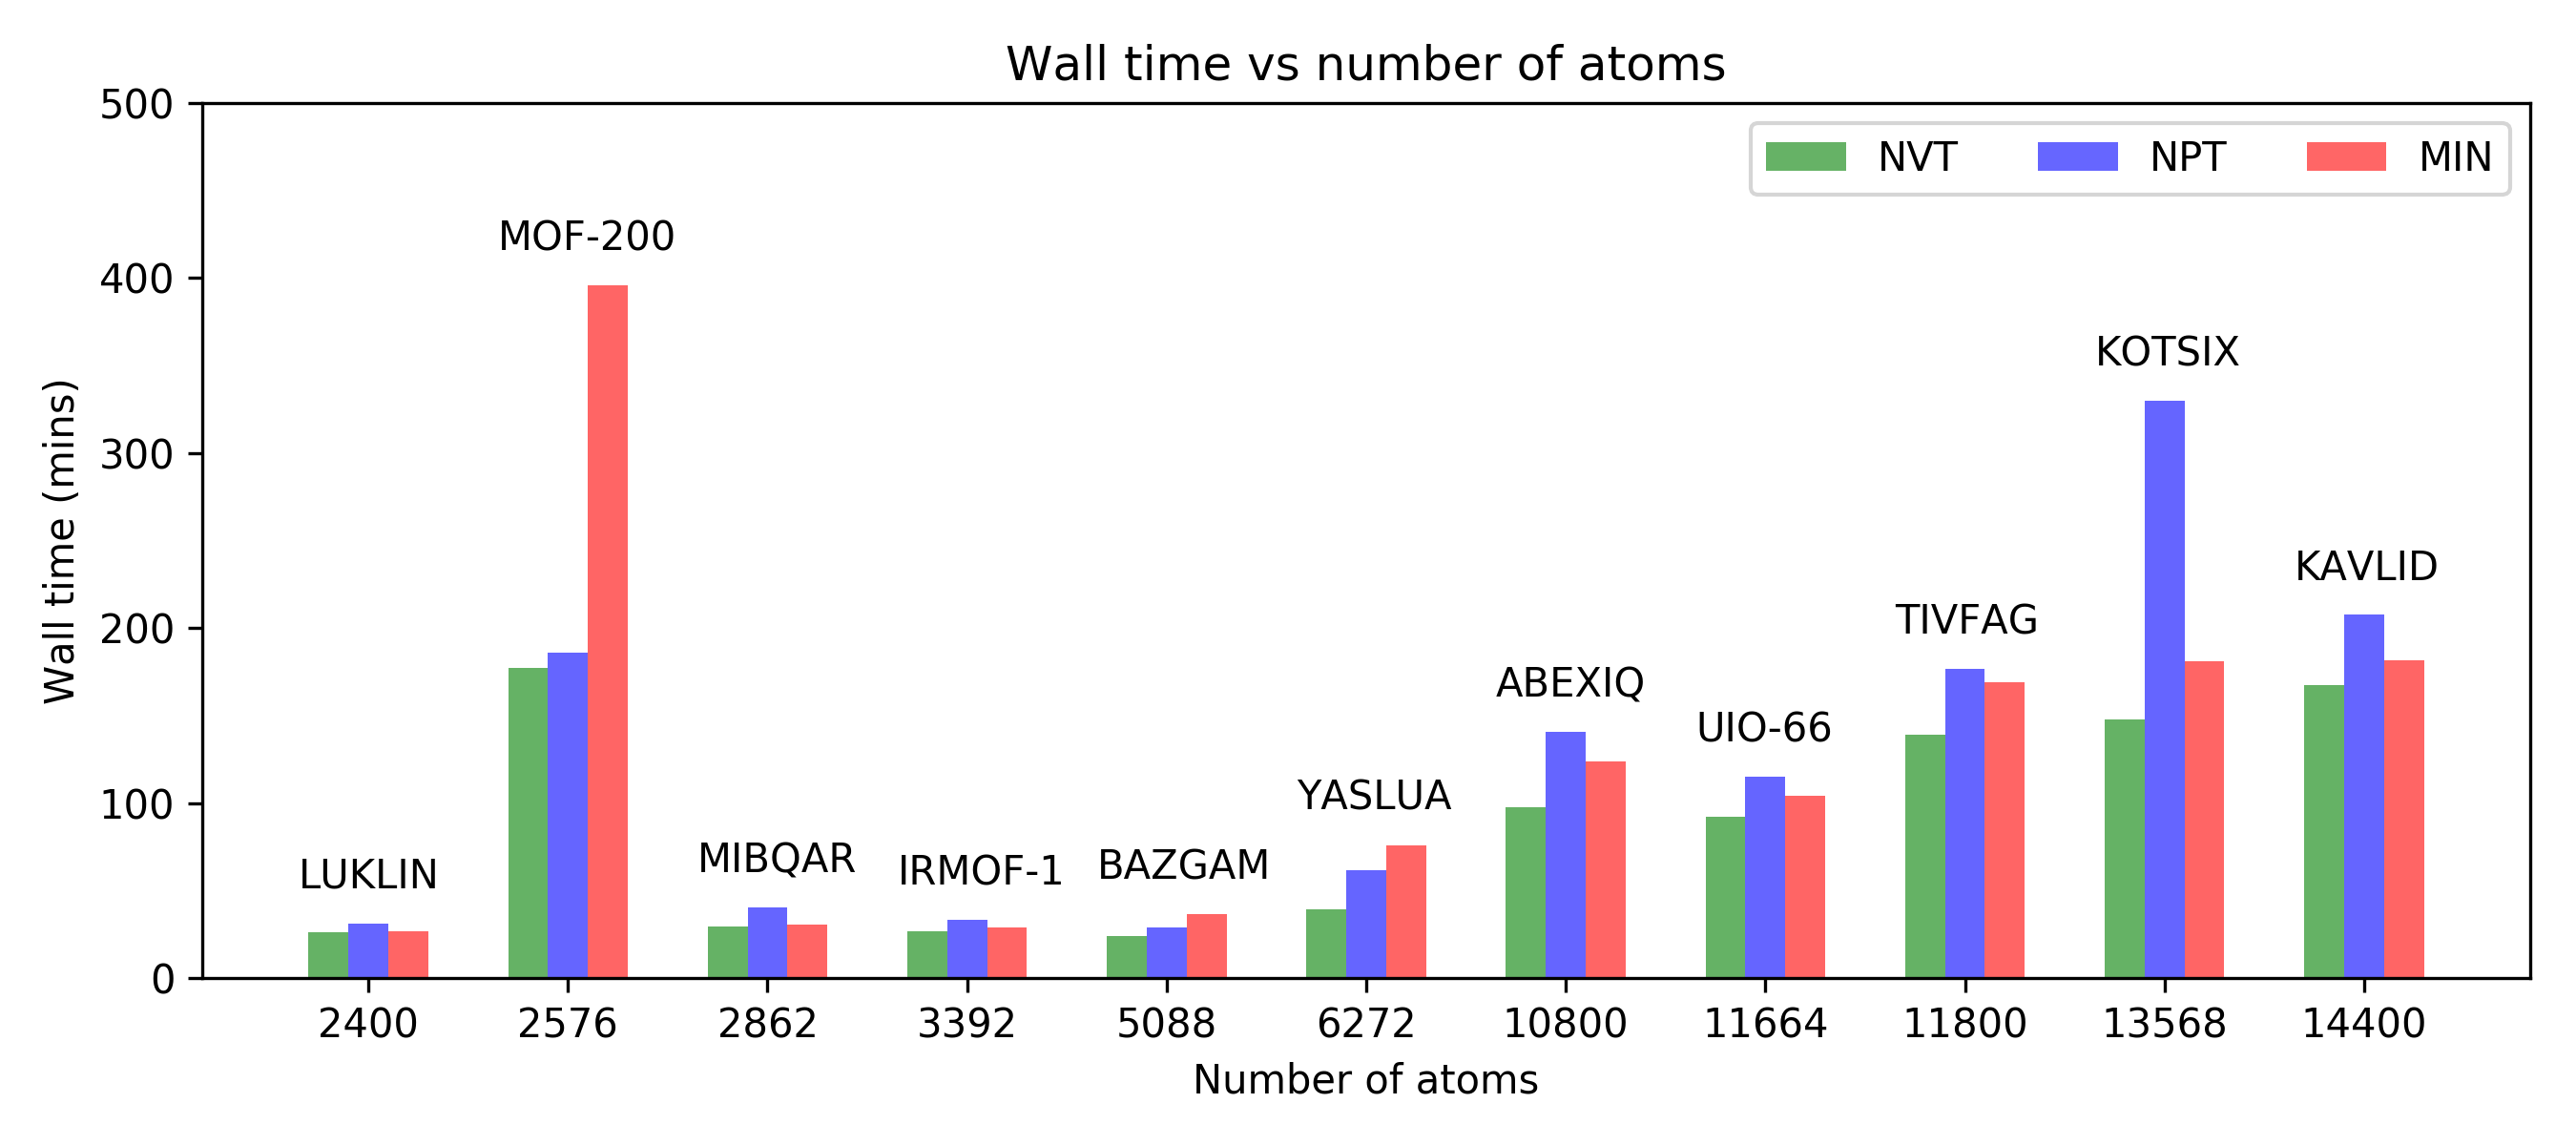 Wall time vs number of atoms
500
400
300
200
100
0
Wall time (mins)
NVT NPT MIN
LUKLIN
MOF-200
MIBQAR
IRMOF-1
BAZGAM
YASLUA
ABEXIQ
UIO-66
TIVFAG
KOTSIX
KAVLID
2400 2576 2862 3392 5088 6272 10800 11664 11800 13568 14400
Number of atoms